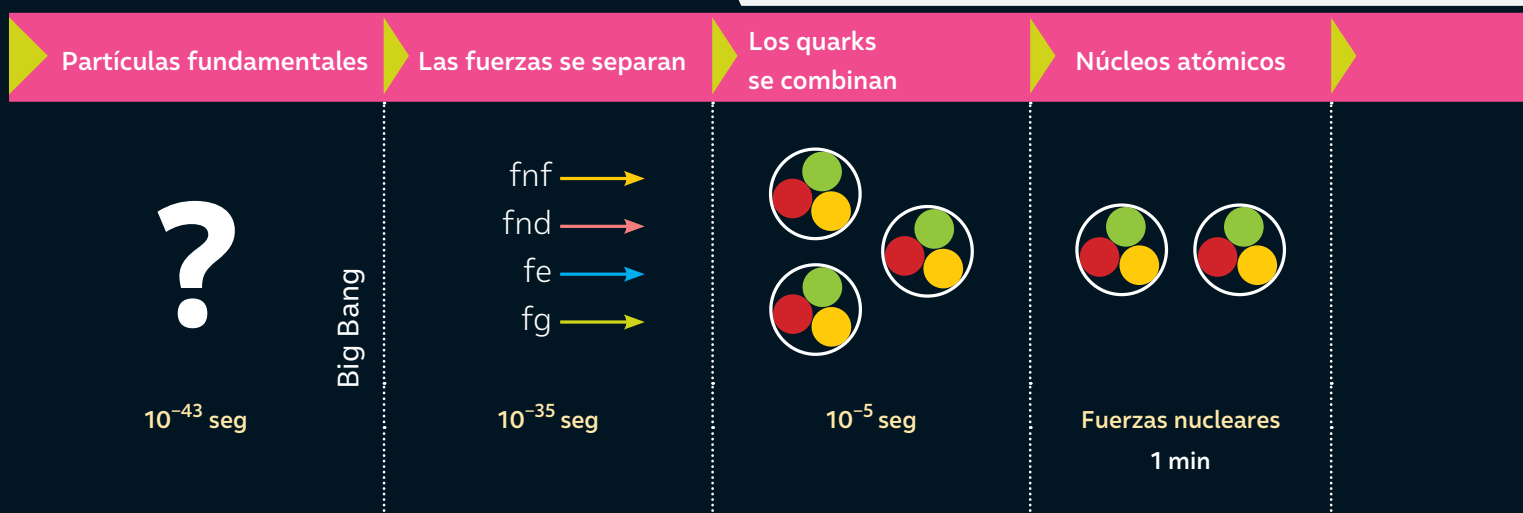 Partículas fundamentales
Las fuerzas se separan
Los quarks
se combinan
Núcleos atómicos
?
Big Bang
fnf
fnd
fe
fg
10⁻⁴³ seg
10⁻³⁵ seg
10⁻⁵ seg
Fuerzas nucleares
1 min